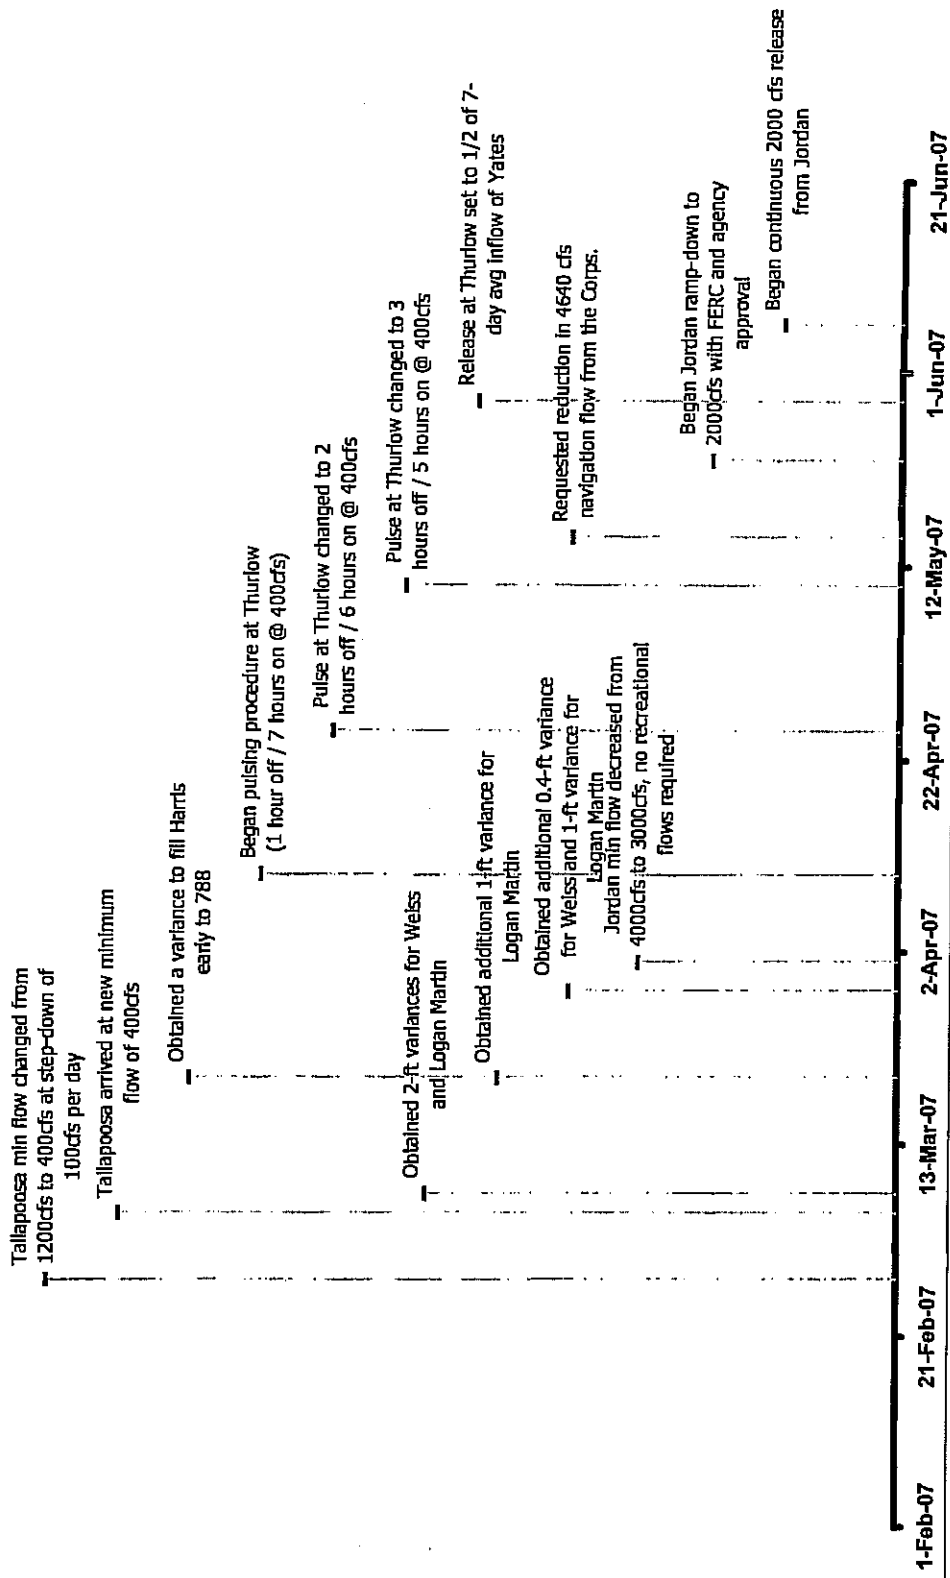 Tallapoosa min flow changed from
1200cfs to 400cfs at step-down of
100cfs per day
Tallapoosa arrived at new minimum
flow of 400cfs
Obtained a variance to fill Harris
early to 788
Began pulsing procedure at Thurlow
(1 hour off / 7 hours on @ 400cfs)
Pulse at Thurlow changed to 2
hours off / 6 hours on @ 400cfs
Pulse at Thurlow changed to 3
hours off / 5 hours on @ 400cfs
Release at Thurlow set to 1/2 of 7-
day avg inflow of Yates
Obtained 2-ft variances for Weiss
and Logan Martin
Obtained additional 1-ft variance for
Logan Martin
Obtained additional 0.4-ft variance
for Weiss and 1-ft variance for
Logan Martin
Jordan min flow decreased from
4000cfs to 3000cfs, no recreational
flows required
Requested reduction in 4640 cfs
navigation flow from the Corps.
Began Jordan ramp-down to
2000cfs with FERC and agency
approval
Began continuous 2000 cfs release
from Jordan
1-Feb-07
21-Feb-07
13-Mar-07
2-Apr-07
22-Apr-07
12-May-07
1-Jun-07
21-Jun-07